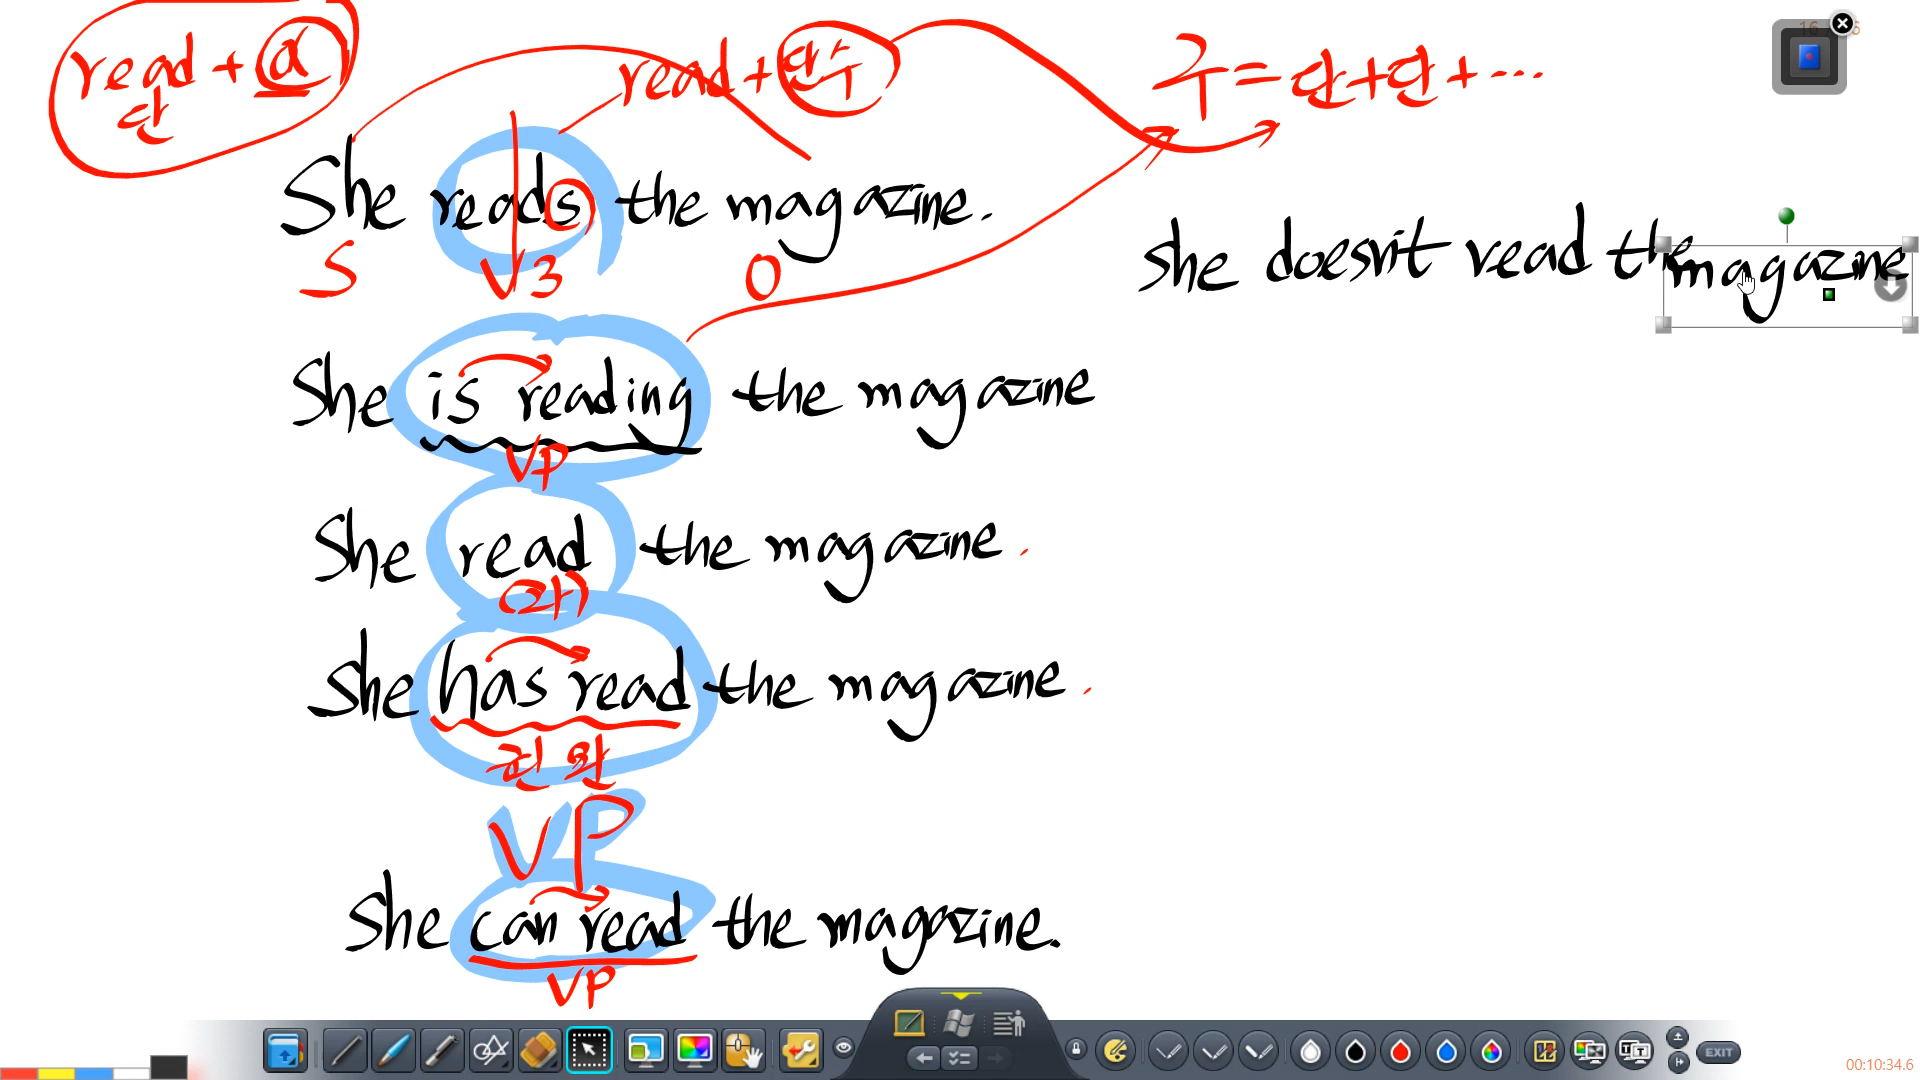 read + a
단
read + 단수
구 = 단 + 단 + ...
She reads the magazine.
S V3 O
she doesn't read the magazine
She is reading the magazine
VP
She read the magazine.
(과)
She has read the magazine.
현완
VP
She can read the magazine.
VP
EXIT
00:10:34.6